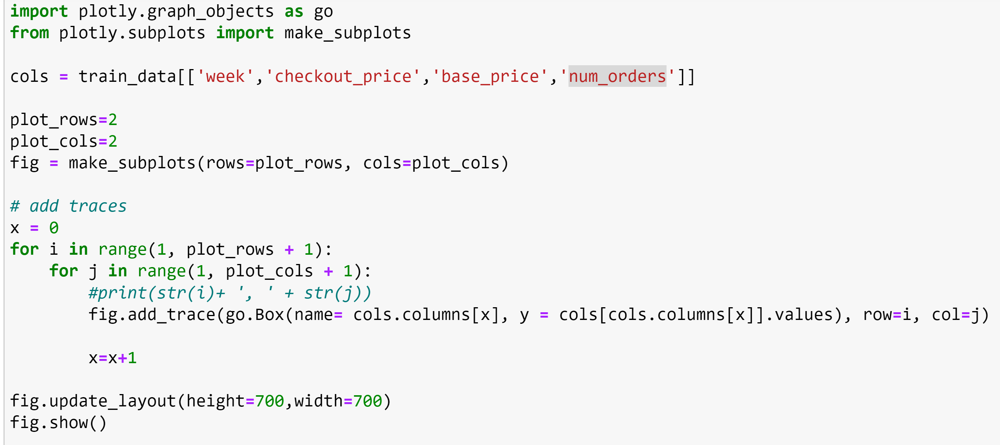 import plotly.graph_objects as go
from plotly.subplots import make_subplots
cols = train_data[['week','checkout_price','base_price','num_orders']]
plot_rows=2
plot_cols=2
fig = make_subplots(rows=plot_rows, cols=plot_cols)
# add traces
x = 0
for i in range(1, plot_rows + 1):
    for j in range(1, plot_cols + 1):
        #print(str(i)+ ', ' + str(j))
        fig.add_trace(go.Box(name= cols.columns[x], y = cols[cols.columns[x]].values), row=i, col=j)
        x=x+1
fig.update_layout(height=700,width=700)
fig.show()